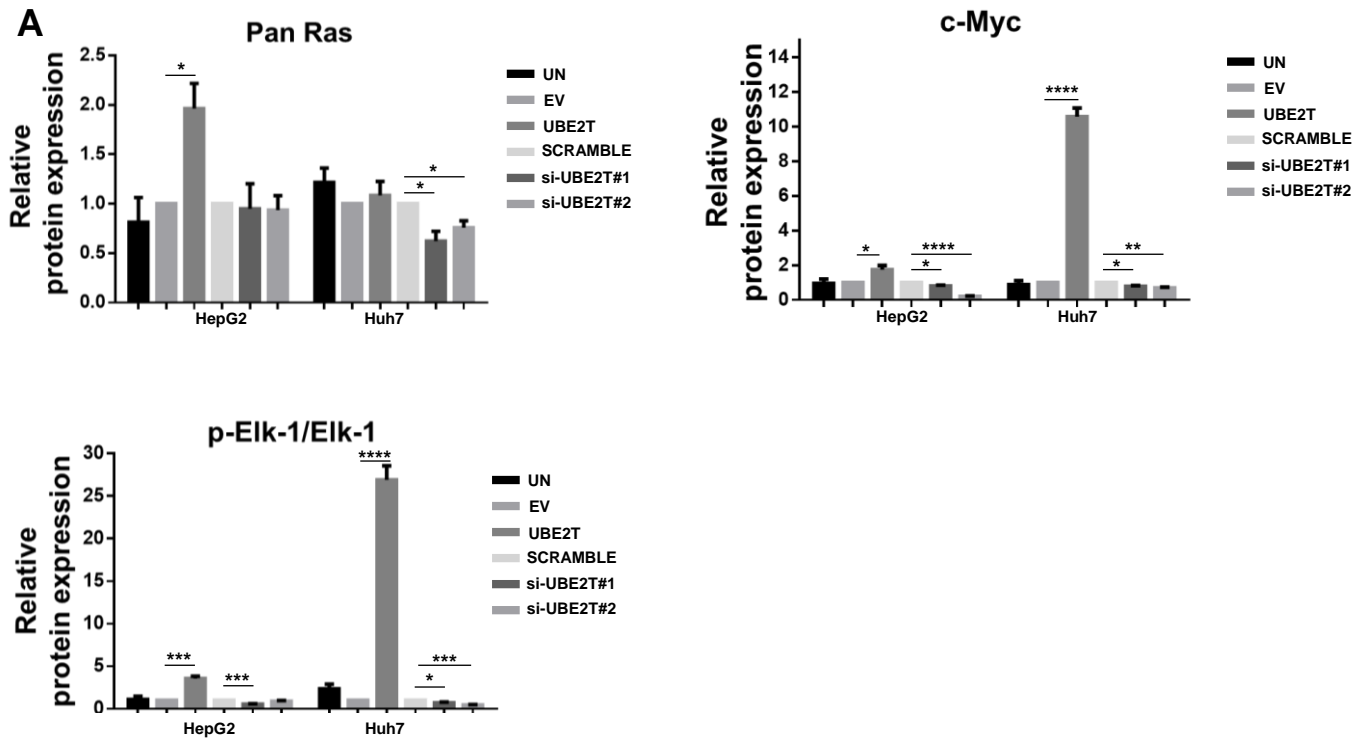 A
Pan Ras
Relative
protein expression
2.5
2.0
1.5
1.0
0.5
0.0
*
*
*
HepG2
Huh7
UN
EV
UBE2T
SCRAMBLE
si-UBE2T#1
si-UBE2T#2
c-Myc
Relative
protein expression
14
12
10
8
6
4
2
0
*
****
*
****
**
*
HepG2
Huh7
UN
EV
UBE2T
SCRAMBLE
si-UBE2T#1
si-UBE2T#2
p-Elk-1/Elk-1
Relative
protein expression
30
25
20
15
10
5
0
***
***
****
***
*
HepG2
Huh7
UN
EV
UBE2T
SCRAMBLE
si-UBE2T#1
si-UBE2T#2